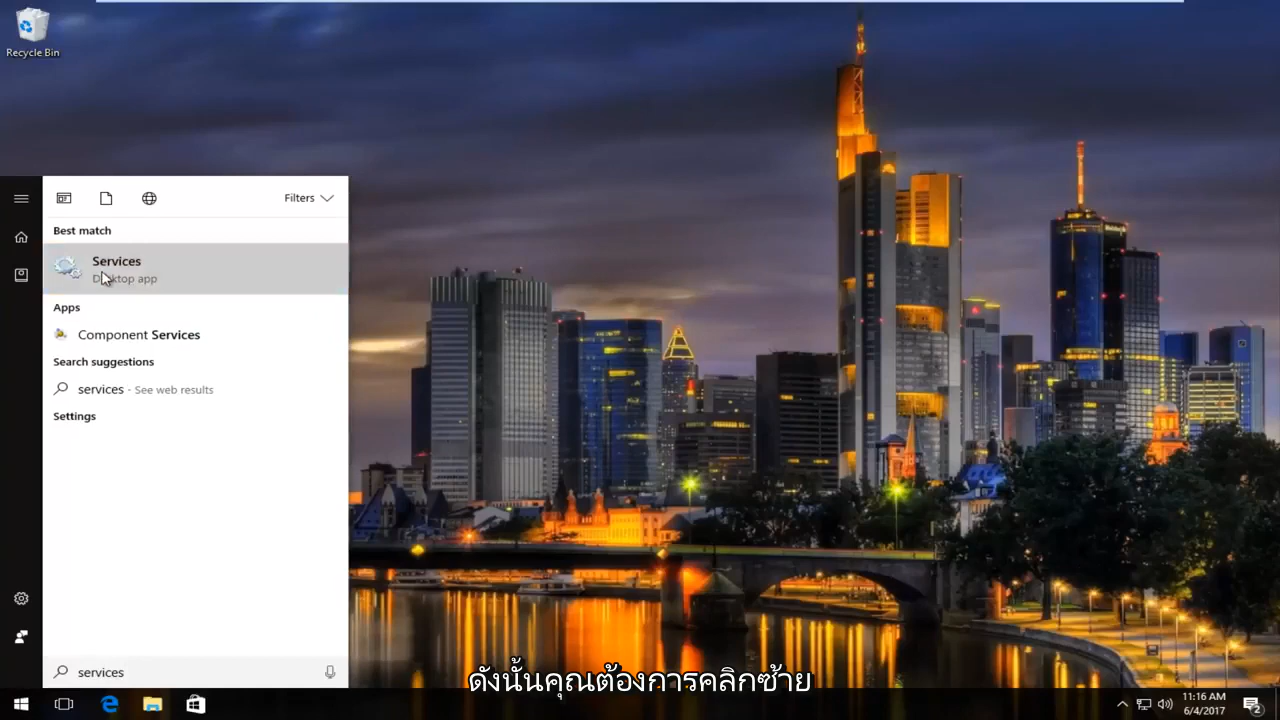 Recycle Bin
Filters
Best match
Services
Desktop app
Apps
Component Services
Search suggestions
services - See web results
Settings
services
ดังนั้นคุณต้องการคลิกซ้าย
11:16 AM
6/4/2017
2